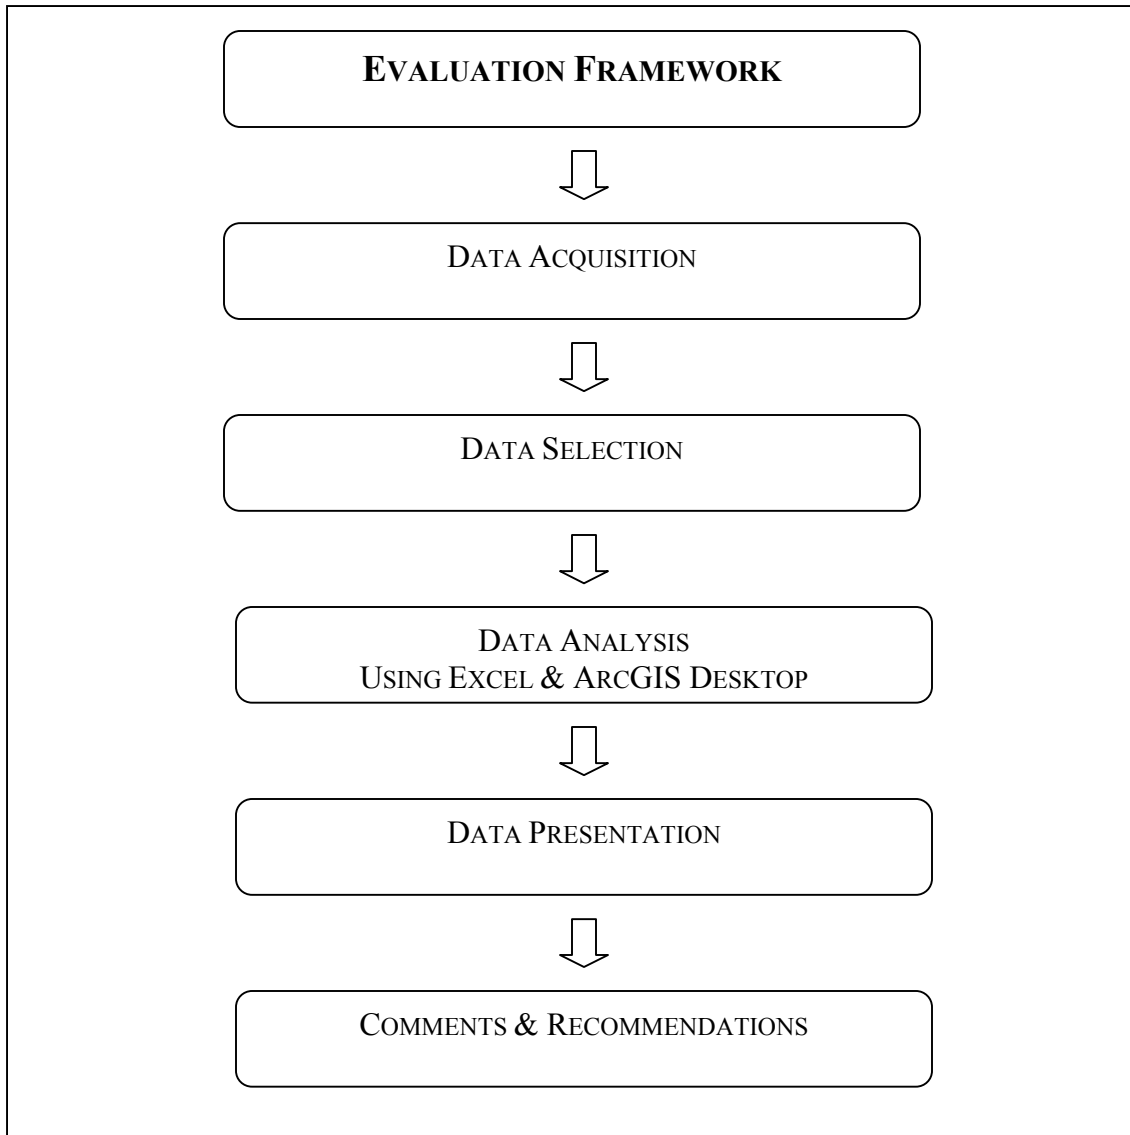 EVALUATION FRAMEWORK
DATA ACQUISITION
DATA SELECTION
DATA ANALYSIS
USING EXCEL & ARCGIS DESKTOP
DATA PRESENTATION
COMMENTS & RECOMMENDATIONS